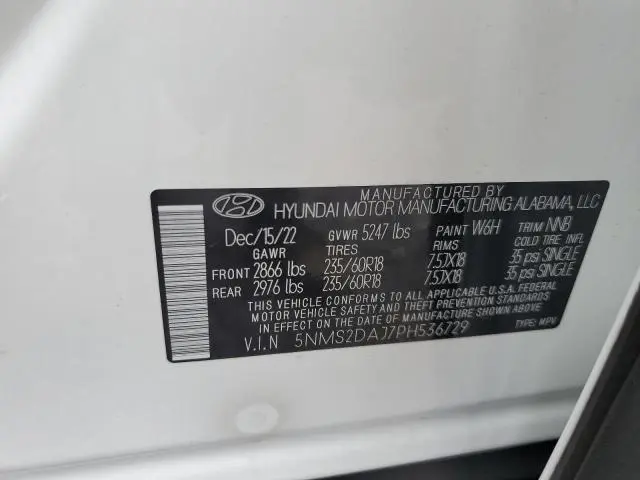 MANUFACTURED BY
HYUNDAI MOTOR MANUFACTURING ALABAMA, LLC
Dec/15/22 GVWR 5247 lbs PAINT W6H TRIM NNB
GAWR TIRES RIMS COLD TIRE INFL
FRONT 2866 lbs 235/60R18 7.5JX18 35 psi SINGLE
REAR 2976 lbs 235/60R18 7.5JX18 35 psi SINGLE
THIS VEHICLE CONFORMS TO ALL APPLICABLE U.S.A. FEDERAL
MOTOR VEHICLE SAFETY AND THEFT PREVENTION STANDARDS
IN EFFECT ON THE DATE OF MANUFACTURE SHOWN ABOVE.
V.I.N 5NMS2DAJ7PH536729 TYPE: MPV